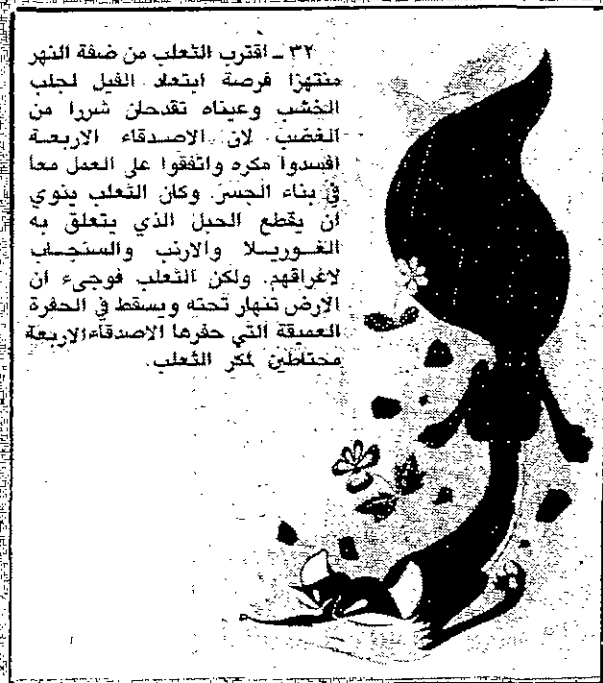 ٣٢ ــ اقترب الثعلب من ضفة النهر
منتهزا فرصة ابتعاد الفيل لجلب
الخشب وعيناه تقدحان شررا من
الغضب لان الاصدقاء الاربعة
افسدوا مكره واتفقوا على العمل معا
في بناء الجسر. وكان الثعلب ينوي
ان يقطع الحبل الذي يتعلق به
الغوريلا والارنب والسنجاب
لاغراقهم. ولكن الثعلب فوجىء ان
الارض تنهار تحته ويسقط في الحفرة
العميقة التي حفرها الاصدقاء الاربعة
محتاطين لمكر الثعلب.